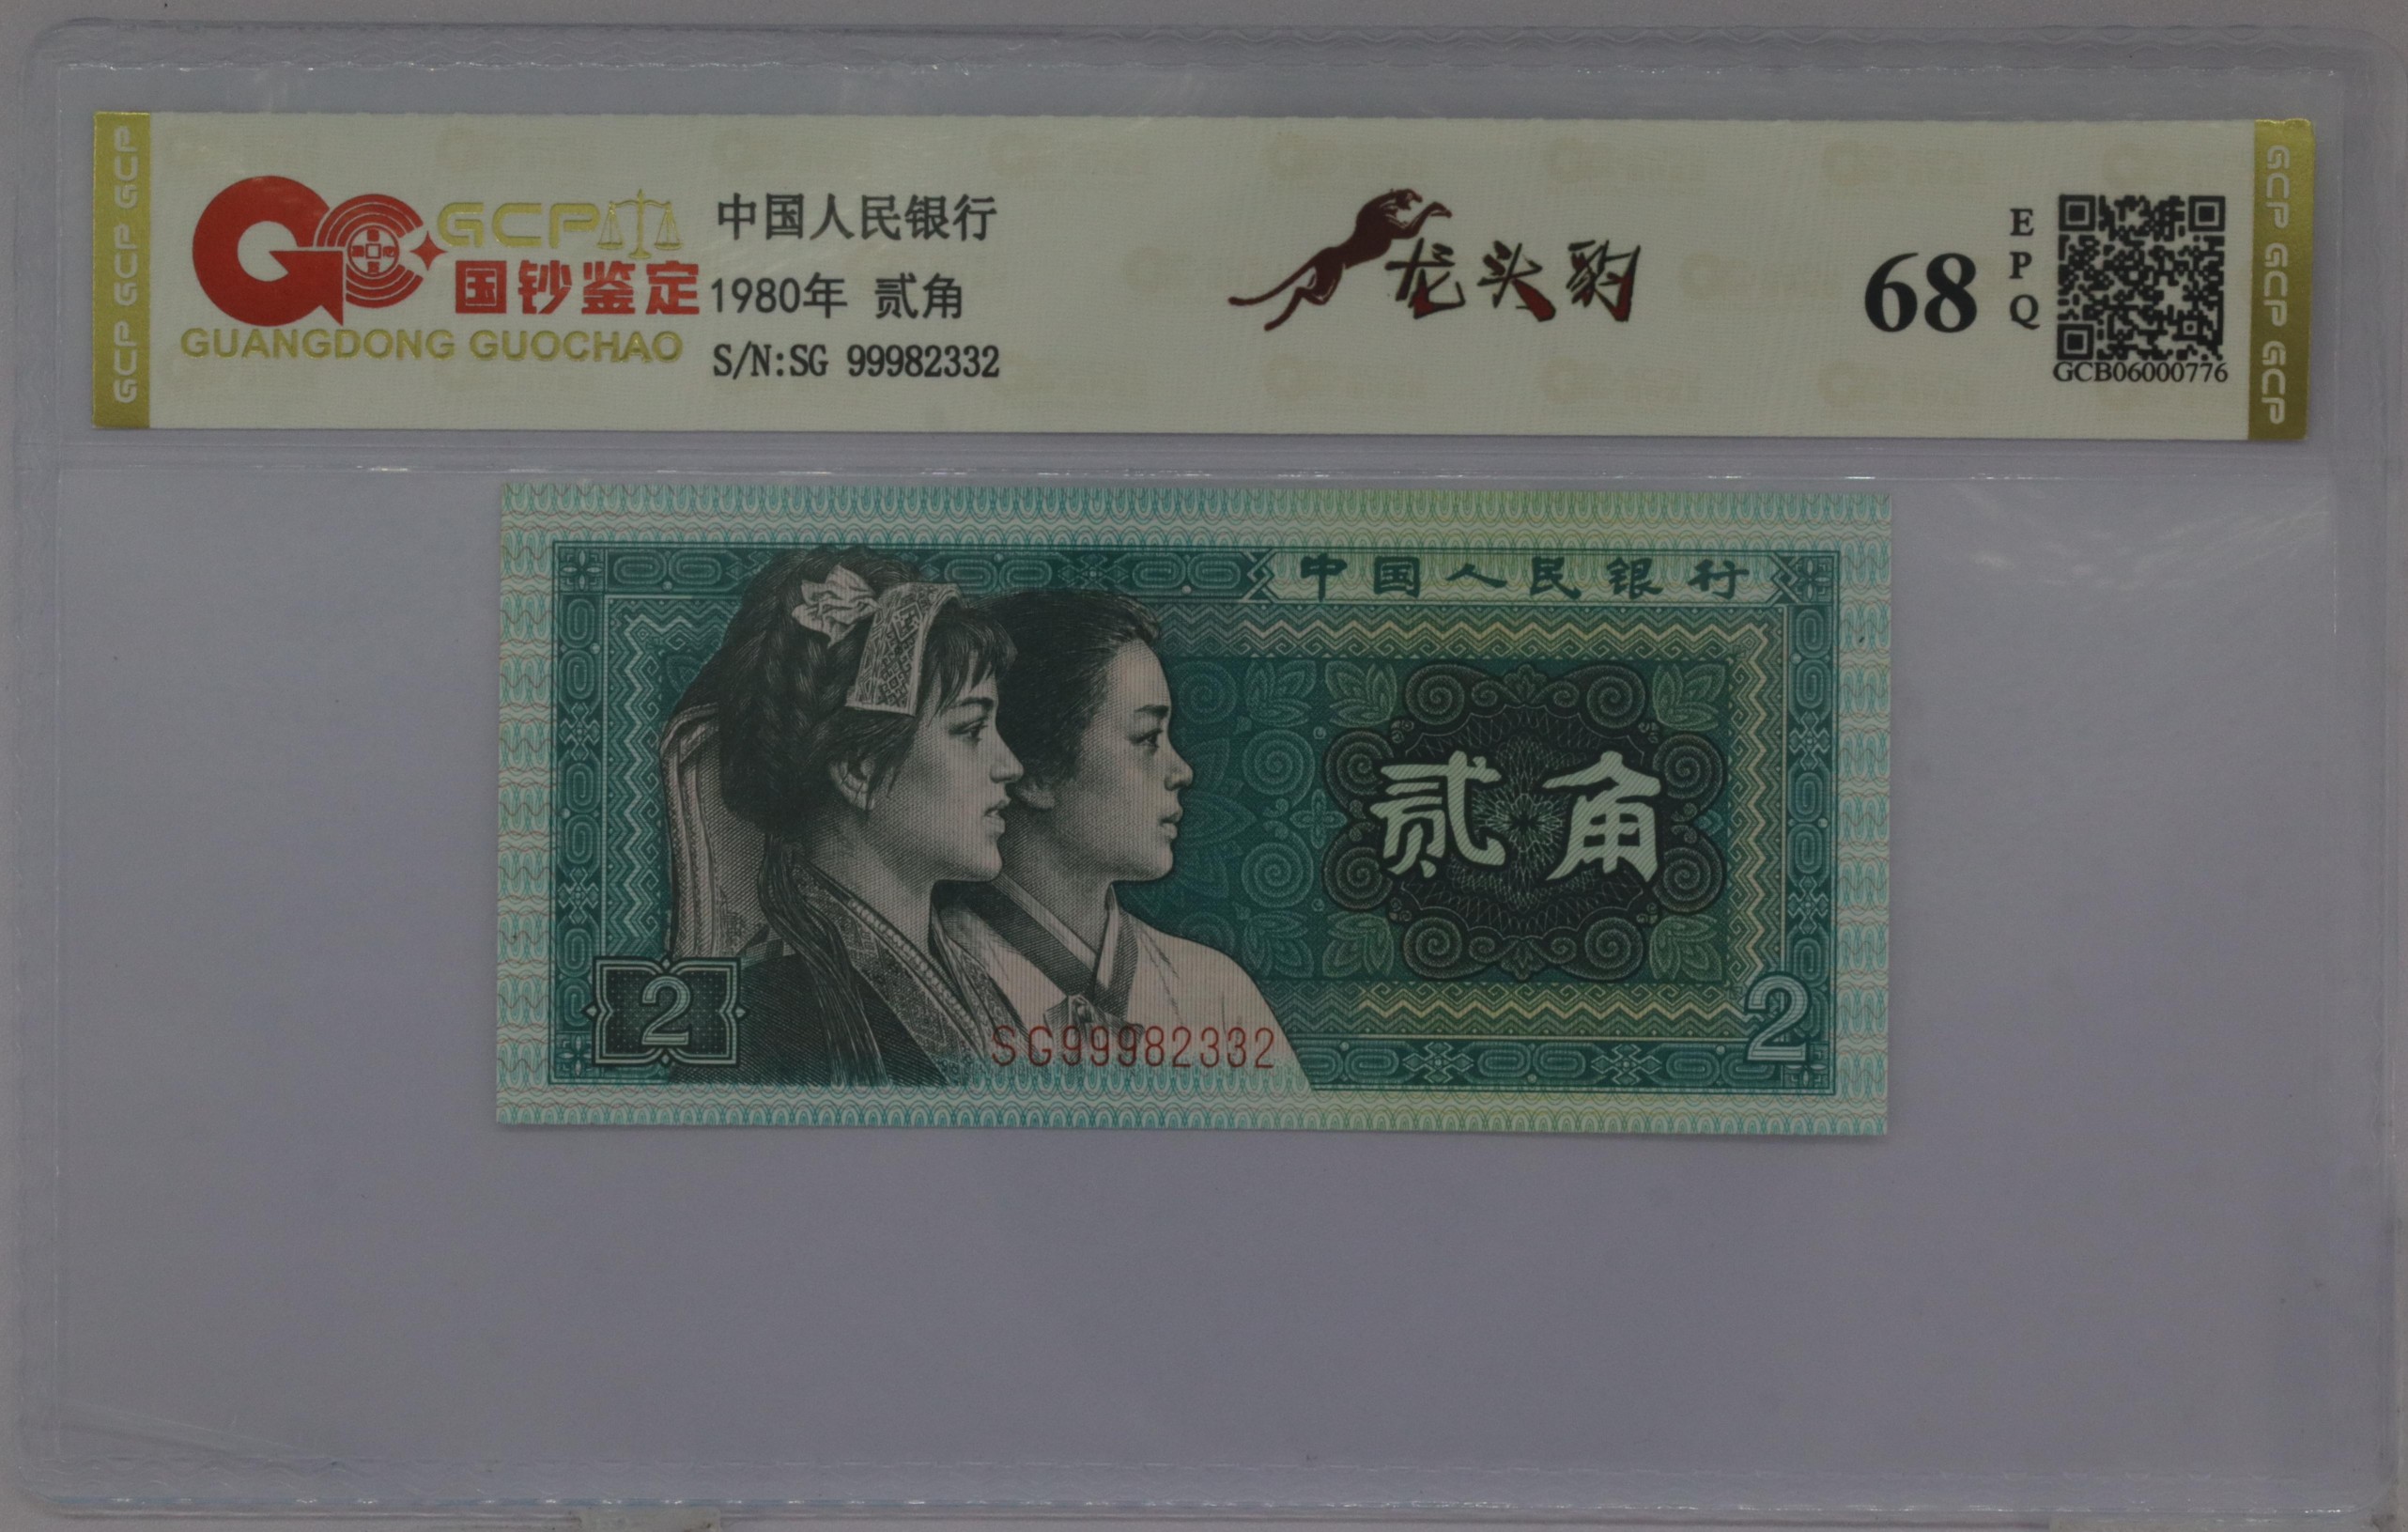 GCP GCP GCP
GCP
国钞鉴定
GUANGDONG GUOCHAO
中国人民银行
1980年 贰角
S/N:SG 99982332
龙头豹
68
EPQ
GCB06000776
GCP GCP GCP
中国人民银行
贰角
2
SG99982332
2